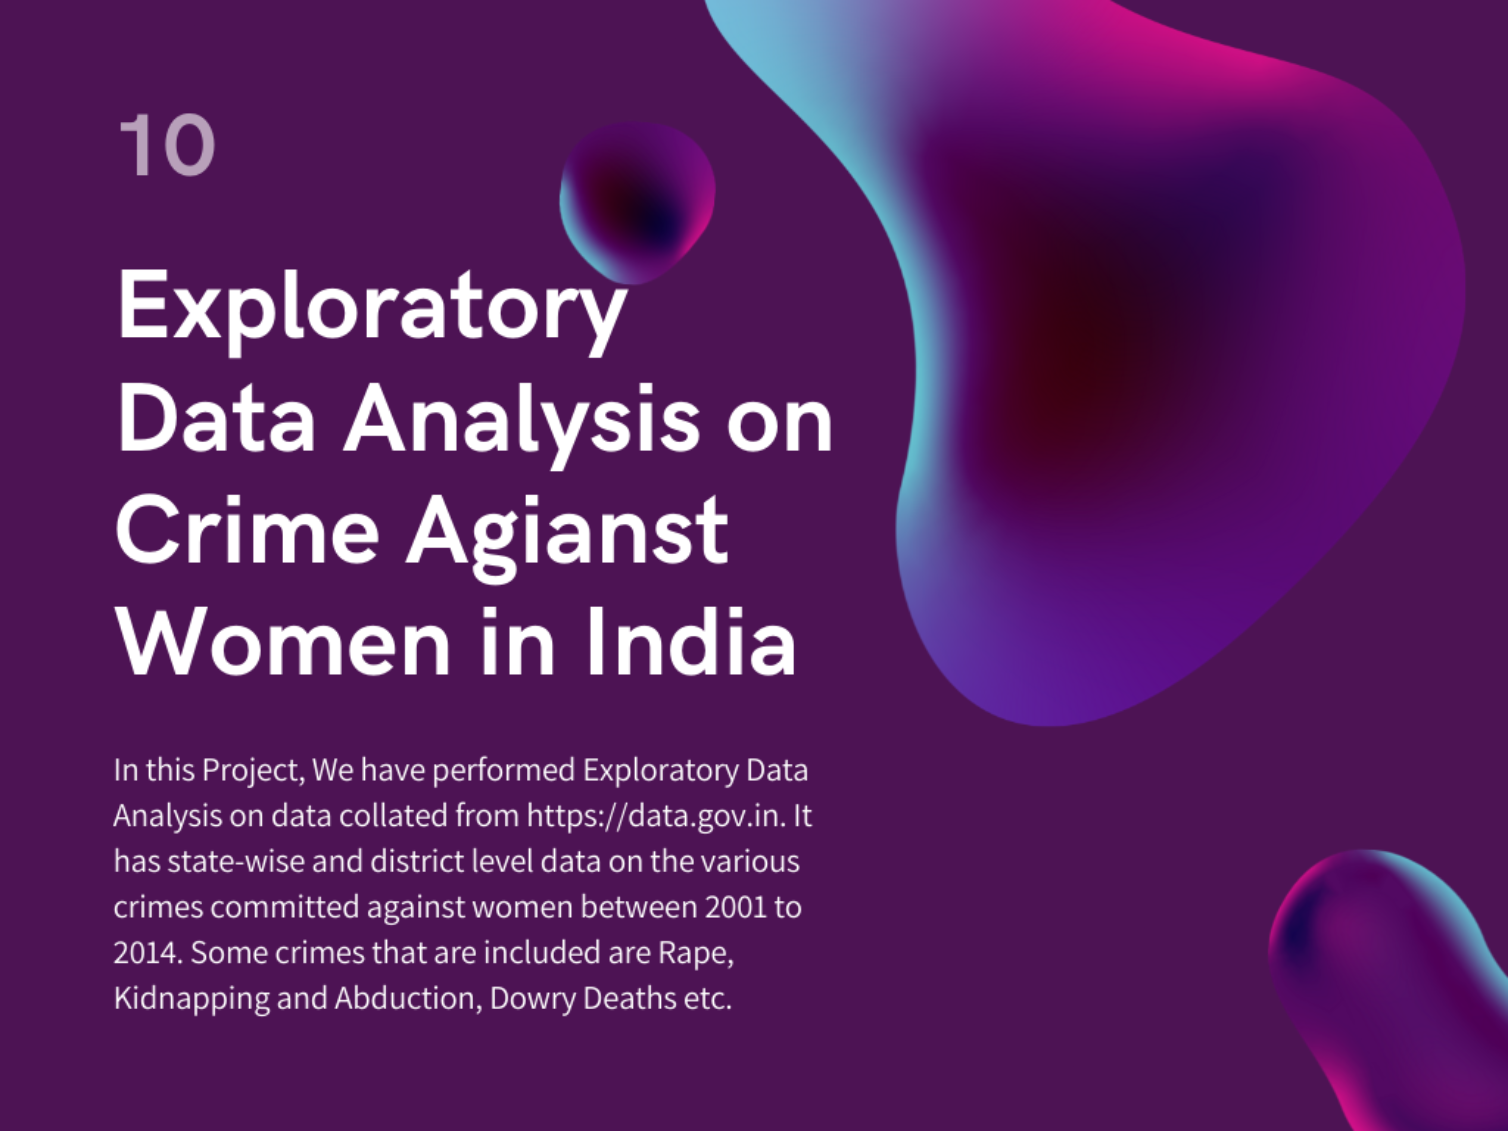 10
Exploratory
Data Analysis on
Crime Agianst
Women in India
In this Project, We have performed Exploratory Data
Analysis on data collated from https://data.gov.in. It
has state-wise and district level data on the various
crimes committed against women between 2001 to
2014. Some crimes that are included are Rape,
Kidnapping and Abduction, Dowry Deaths etc.